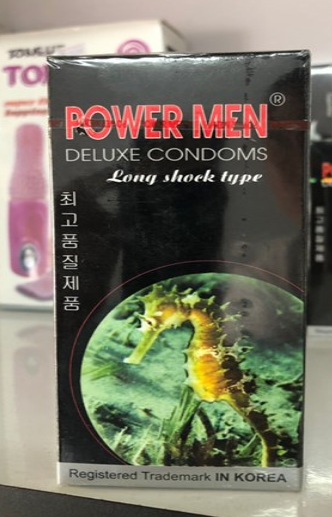 POWER MEN®
DELUXE CONDOMS
Long shock type
최고품질제품
Registered Trademark IN KOREA